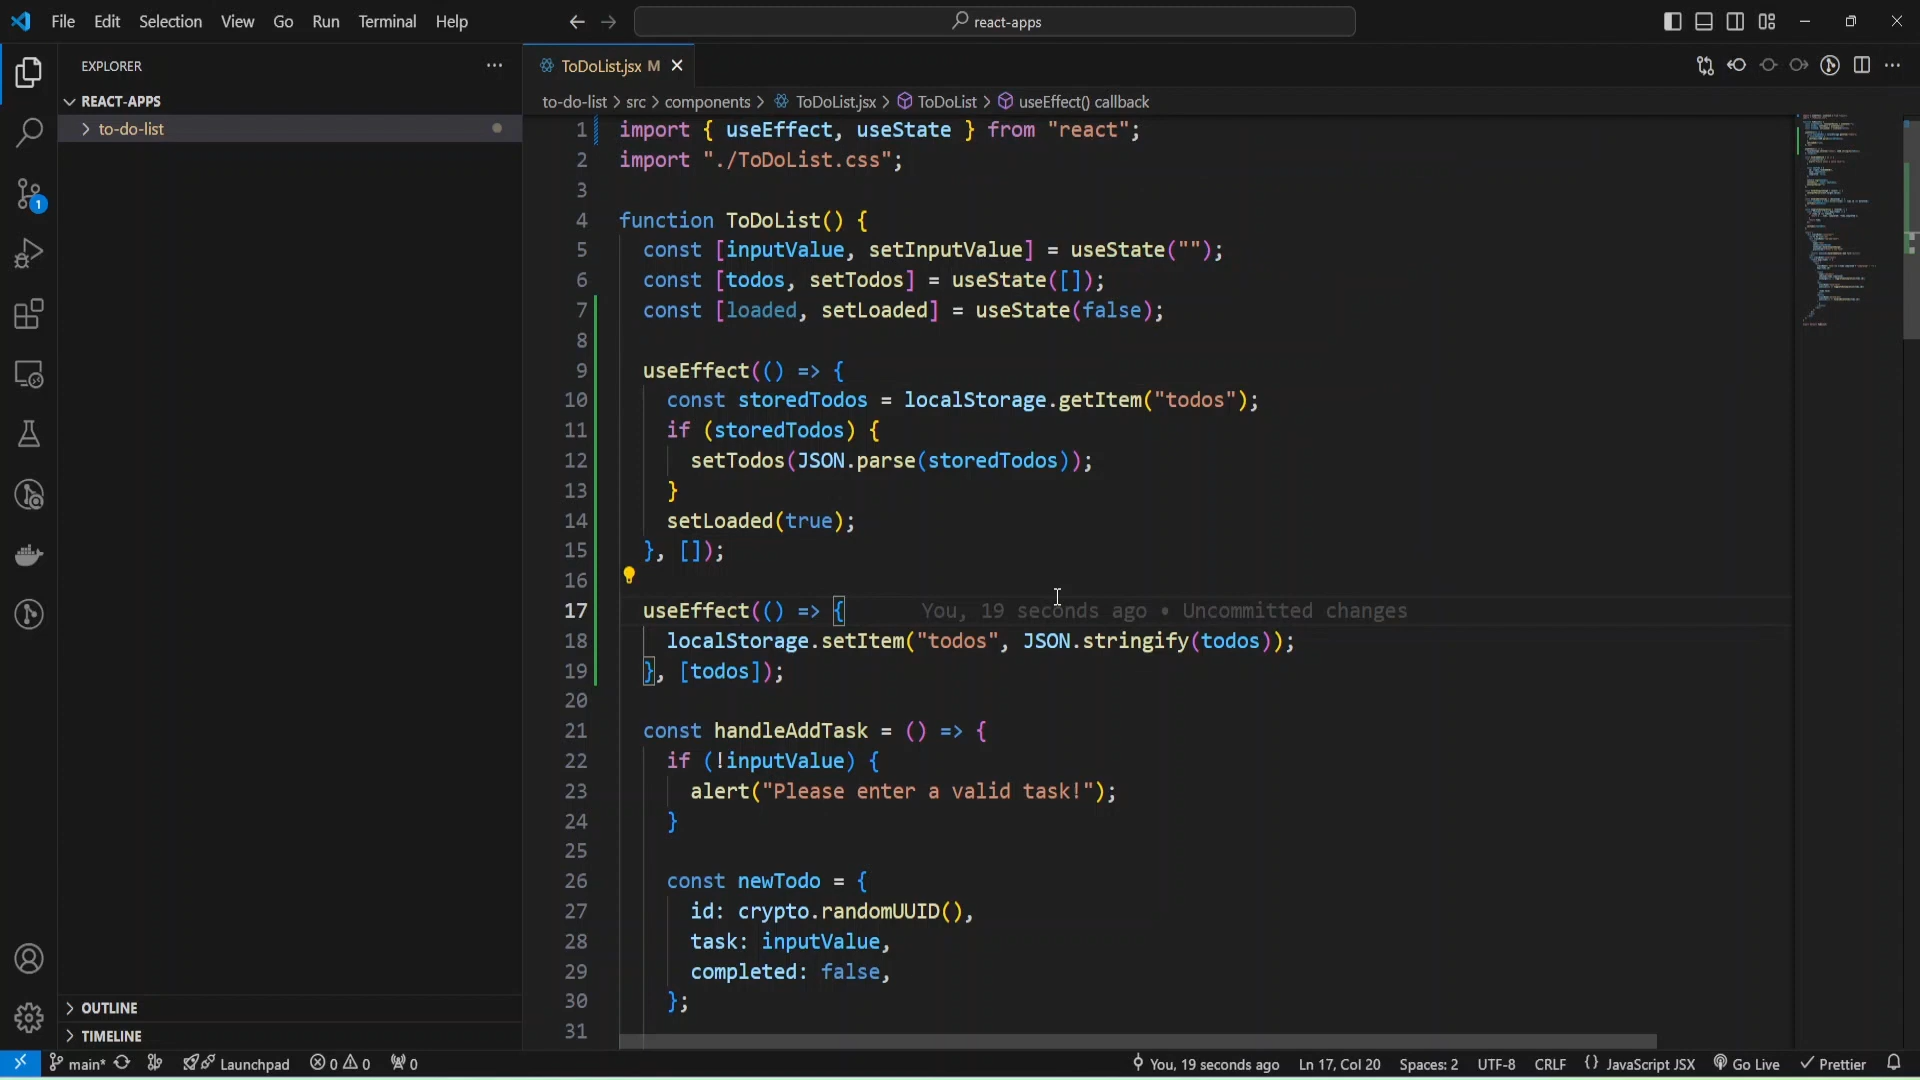 File Edit Selection View Go Run Terminal Help
react-apps
EXPLORER
REACT-APPS
to-do-list
1
OUTLINE
TIMELINE
ToDoList.jsx M
to-do-list > src > components > ToDoList.jsx > ToDoList > useEffect() callback
1 import { useEffect, useState } from "react";
2 import "./ToDoList.css";
3
4 function ToDoList() {
5 const [inputValue, setInputValue] = useState("");
6 const [todos, setTodos] = useState([]);
7 const [loaded, setLoaded] = useState(false);
8
9 useEffect(() => {
10 const storedTodos = localStorage.getItem("todos");
11 if (storedTodos) {
12 setTodos(JSON.parse(storedTodos));
13 }
14 setLoaded(true);
15 }, []);
16
17 useEffect(() => { You, 19 seconds ago • Uncommitted changes
18 localStorage.setItem("todos", JSON.stringify(todos));
19 }, [todos]);
20
21 const handleAddTask = () => {
22 if (!inputValue) {
23 alert("Please enter a valid task!");
24 }
25
26 const newTodo = {
27 id: crypto.randomUUID(),
28 task: inputValue,
29 completed: false,
30 };
31
main* Launchpad 0 0 0 You, 19 seconds ago Ln 17, Col 20 Spaces: 2 UTF-8 CRLF {} JavaScript JSX Go Live Prettier